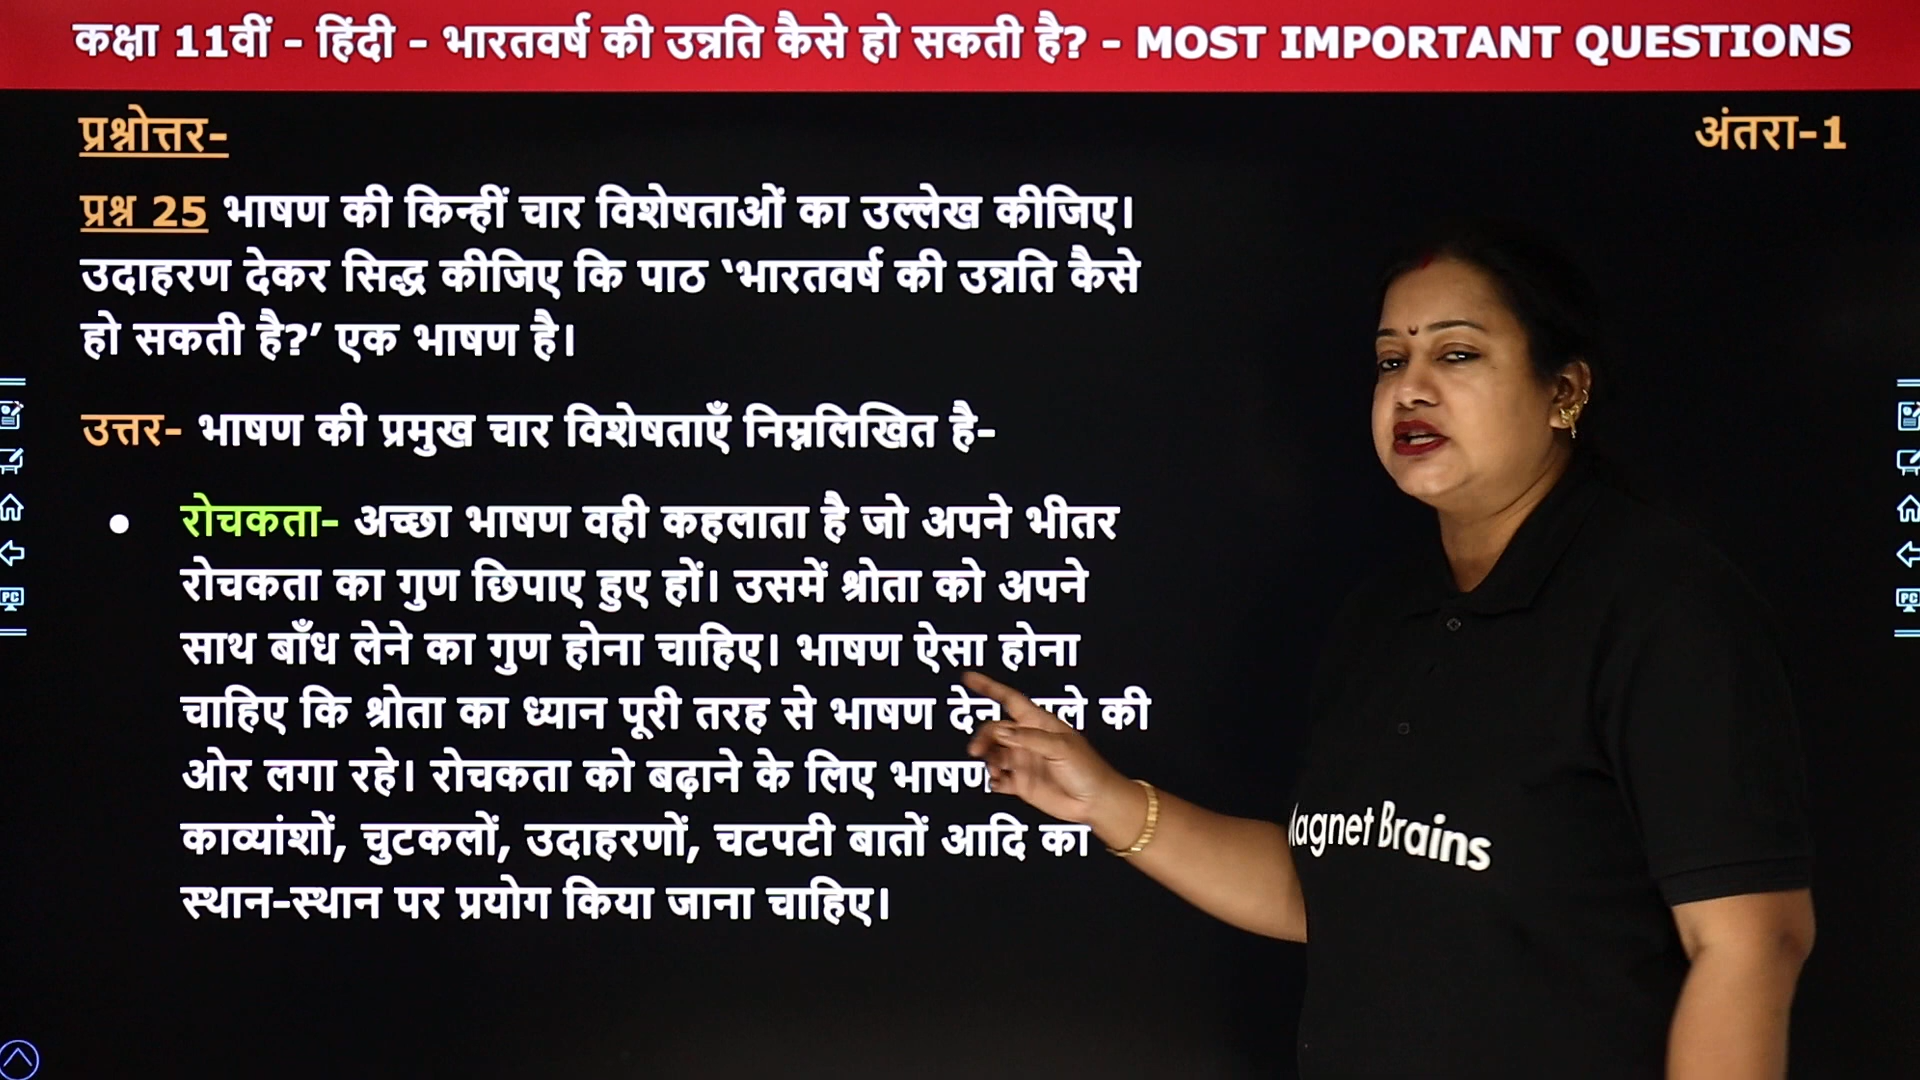 कक्षा 11वीं - हिंदी - भारतवर्ष की उन्नति कैसे हो सकती है? - MOST IMPORTANT QUESTIONS
प्रश्नोत्तर-
अंतरा-1
प्रश्न 25 भाषण की किन्हीं चार विशेषताओं का उल्लेख कीजिए।
उदाहरण देकर सिद्ध कीजिए कि पाठ ‘भारतवर्ष की उन्नति कैसे
हो सकती है?’ एक भाषण है।
उत्तर- भाषण की प्रमुख चार विशेषताएँ निम्नलिखित है-
• रोचकता- अच्छा भाषण वही कहलाता है जो अपने भीतर
रोचकता का गुण छिपाए हुए हों। उसमें श्रोता को अपने
साथ बाँध लेने का गुण होना चाहिए। भाषण ऐसा होना
चाहिए कि श्रोता का ध्यान पूरी तरह से भाषण की
ओर लगा रहे। रोचकता को बढ़ाने के लिए भाषण
काव्यांशों, चुटकलों, उदाहरणों, चटपटी बातों आदि का
स्थान-स्थान पर प्रयोग किया जाना चाहिए।
PC
PC
Brains